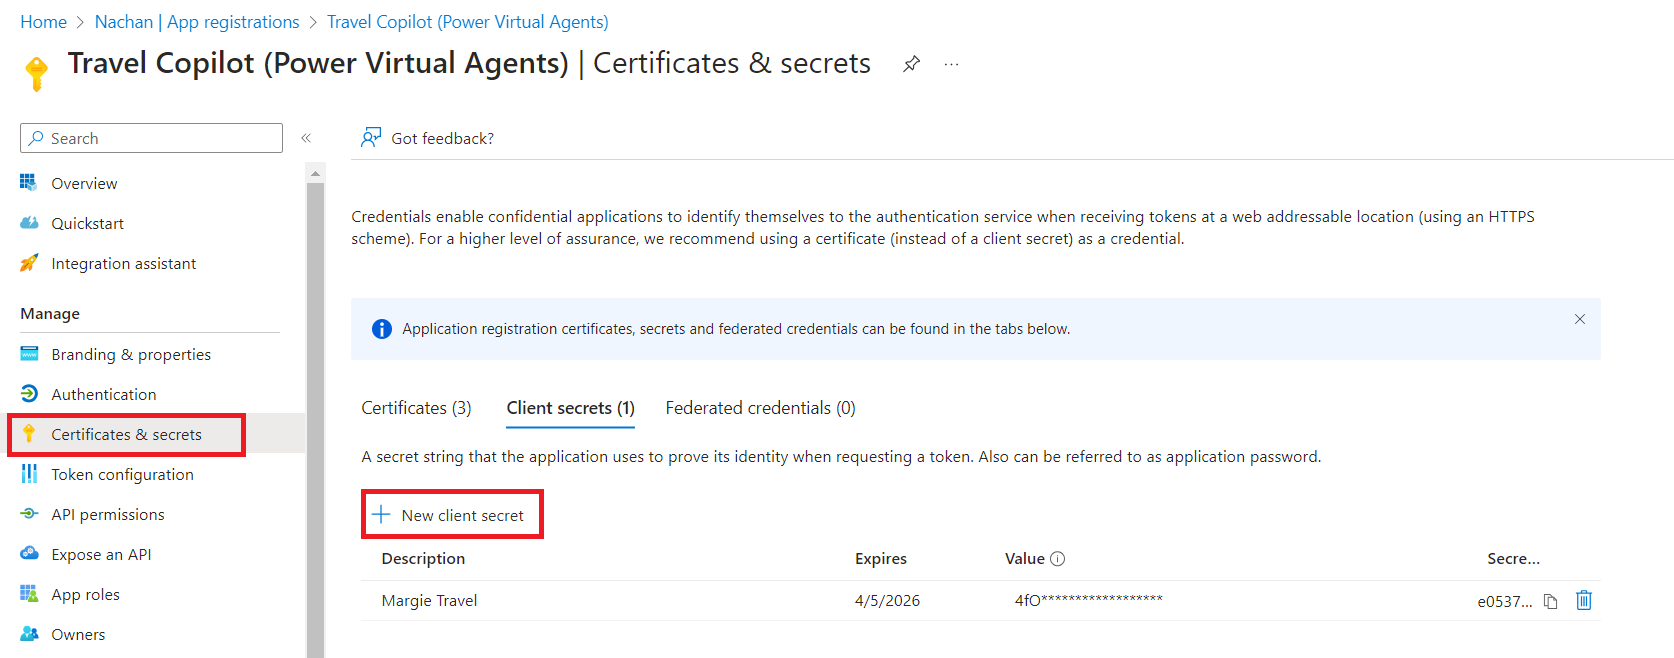 Home > Nachan | App registrations > Travel Copilot (Power Virtual Agents)
Travel Copilot (Power Virtual Agents) | Certificates & secrets ...
Search «
Got feedback?
Overview
Quickstart
Integration assistant
Manage
Branding & properties
Authentication
Certificates & secrets
Token configuration
API permissions
Expose an API
App roles
Owners
Credentials enable confidential applications to identify themselves to the authentication service when receiving tokens at a web addressable location (using an HTTPS
scheme). For a higher level of assurance, we recommend using a certificate (instead of a client secret) as a credential.
Application registration certificates, secrets and federated credentials can be found in the tabs below.
Certificates (3) Client secrets (1) Federated credentials (0)
A secret string that the application uses to prove its identity when requesting a token. Also can be referred to as application password.
New client secret
Description Expires Value Secre...
Margie Travel 4/5/2026 4fO****************** e0537...